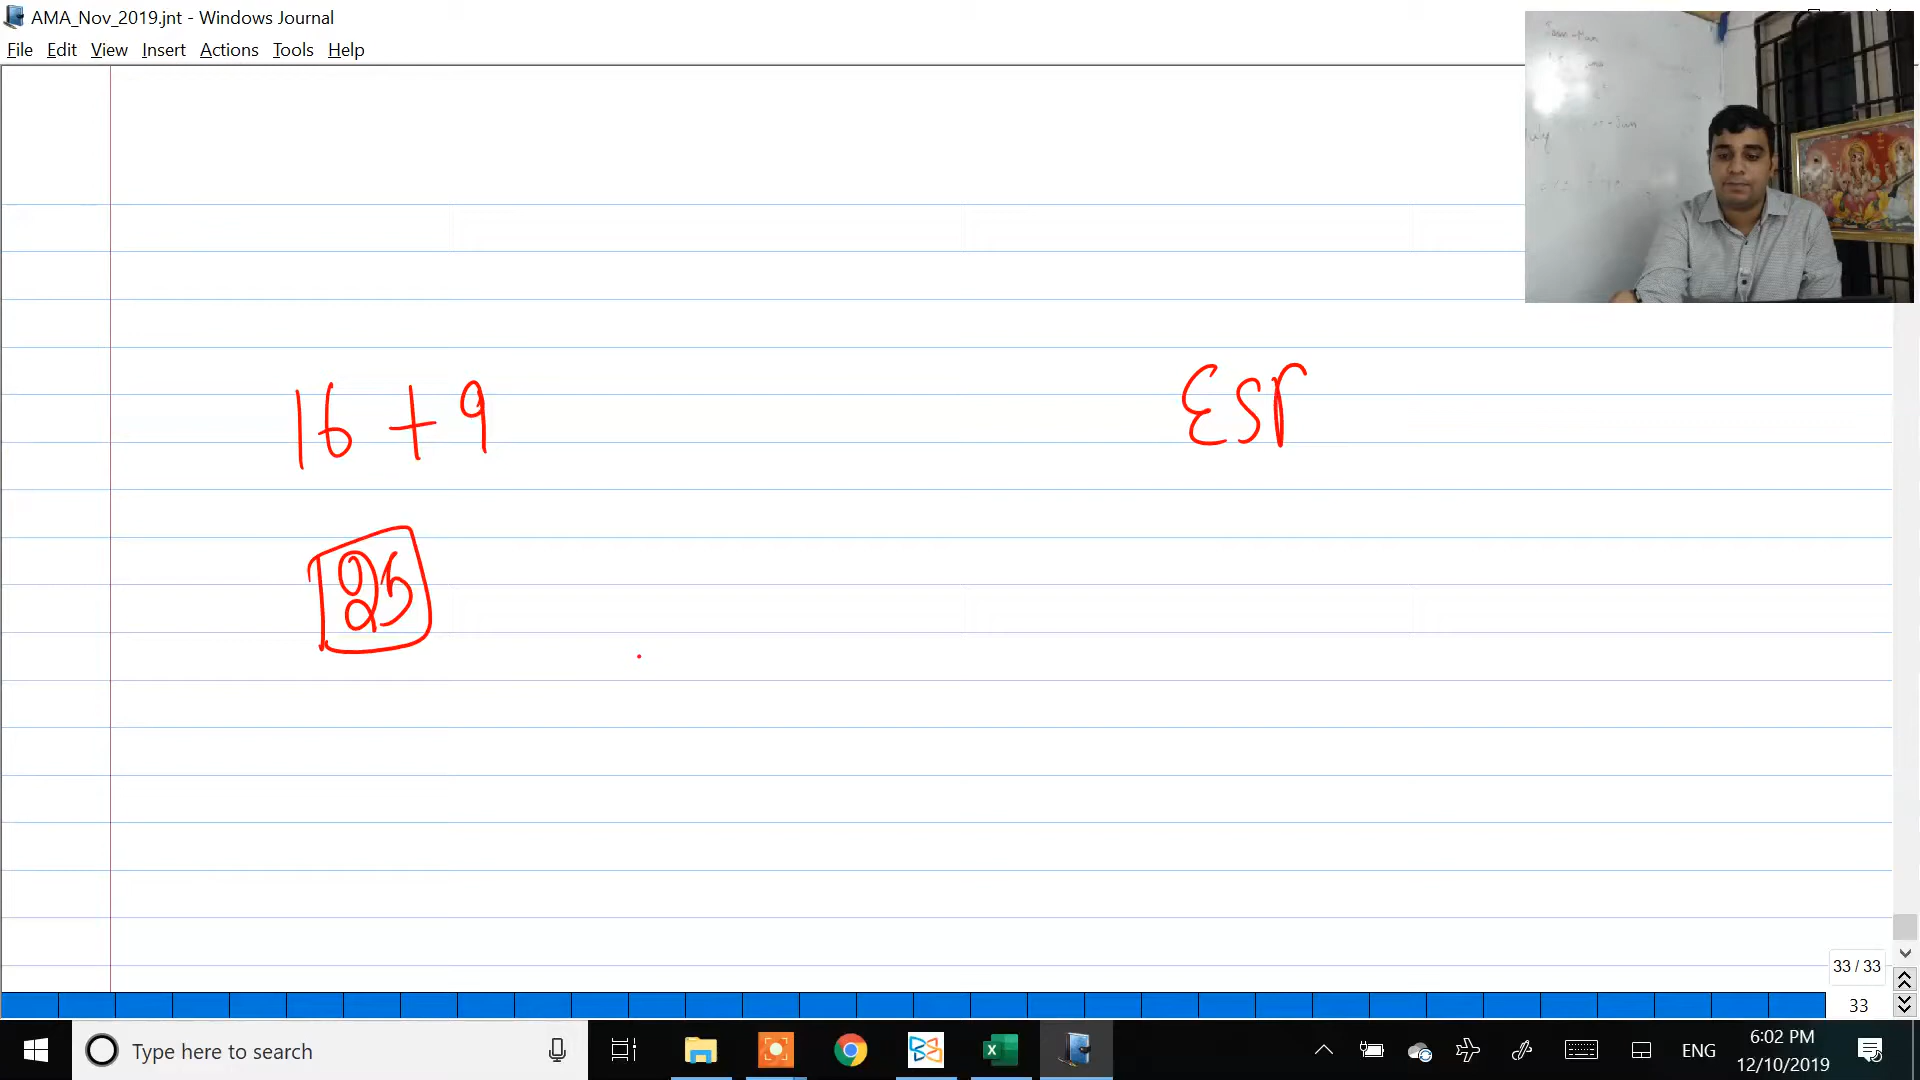 AMA_Nov_2019.jnt - Windows Journal
File Edit View Insert Actions Tools Help
16 + 9
ESP
25
33 / 33
33
Type here to search
ENG
6:02 PM
12/10/2019